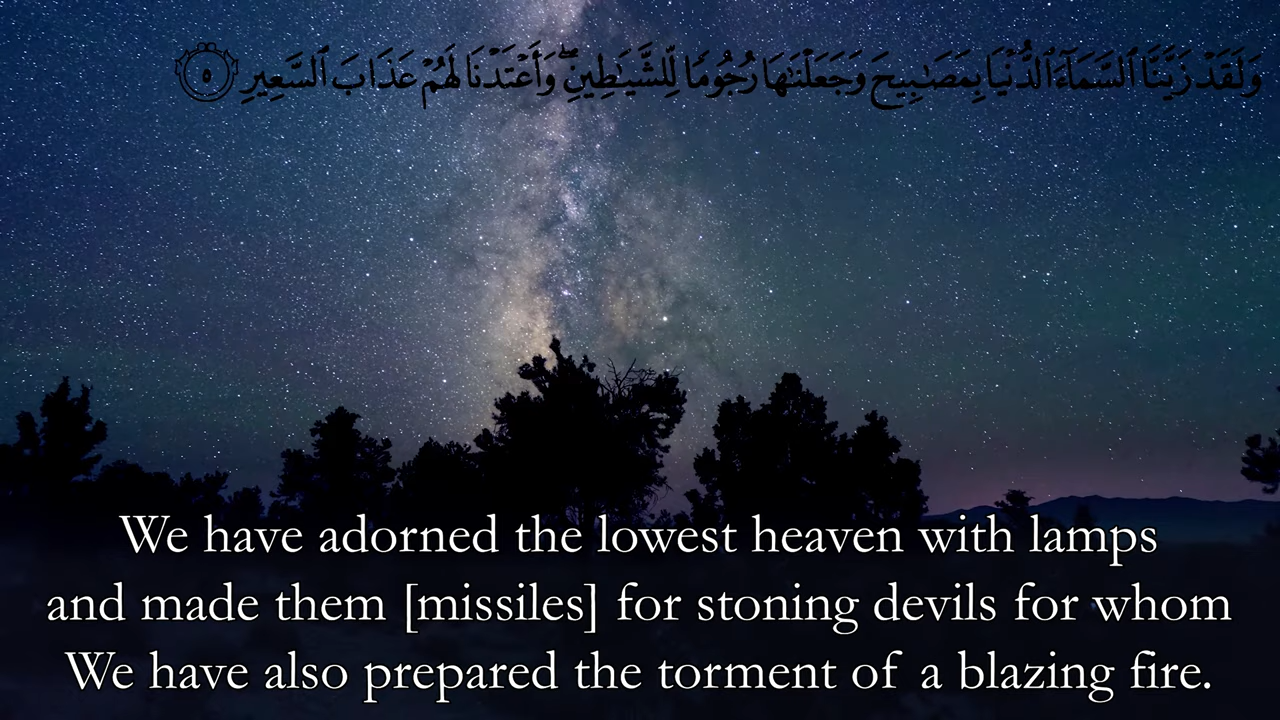 وَلَقَدْ زَيَّنَّا ٱلسَّمَآءَ ٱلدُّنْيَا بِمَصَٰبِيحَ وَجَعَلْنَٰهَا رُجُومًا لِّلشَّيَٰطِينِ ۖ وَأَعْتَدْنَا لَهُمْ عَذَابَ ٱلسَّعِيرِ ٥
We have adorned the lowest heaven with lamps
and made them [missiles] for stoning devils for whom
We have also prepared the torment of a blazing fire.